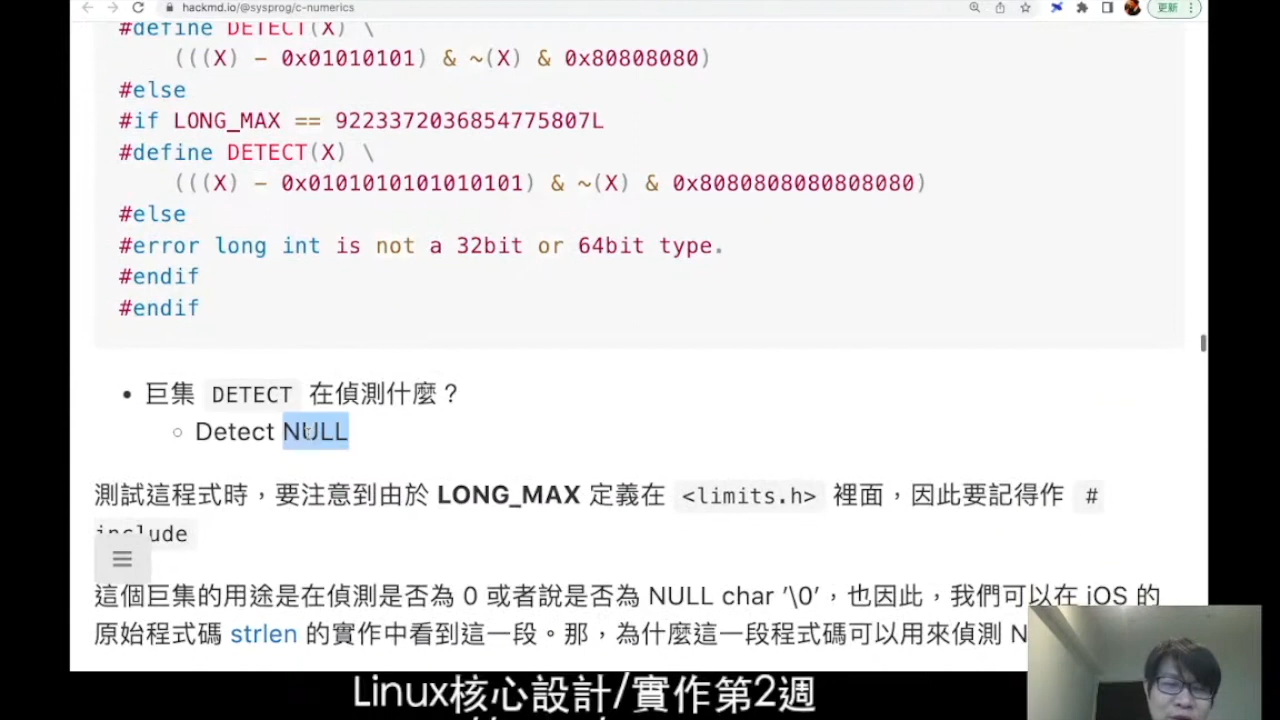 hackmd.io/@sysprog/c-numerics
更新
#define DETECT(X) \
(((X) - 0x01010101) & ~(X) & 0x80808080)
#else
#if LONG_MAX == 9223372036854775807L
#define DETECT(X) \
(((X) - 0x0101010101010101) & ~(X) & 0x8080808080808080)
#else
#error long int is not a 32bit or 64bit type.
#endif
#endif
巨集 DETECT 在偵測什麼?
Detect NULL
測試這程式時,要注意到由於 LONG_MAX 定義在 <limits.h> 裡面,因此要記得作 #
include
這個巨集的用途是在偵測是否為 0 或者說是否為 NULL char '\0',也因此,我們可以在 iOS 的
原始程式碼 strlen 的實作中看到這一段。那,為什麼這一段程式碼可以用來偵測
Linux核心設計/實作第2週